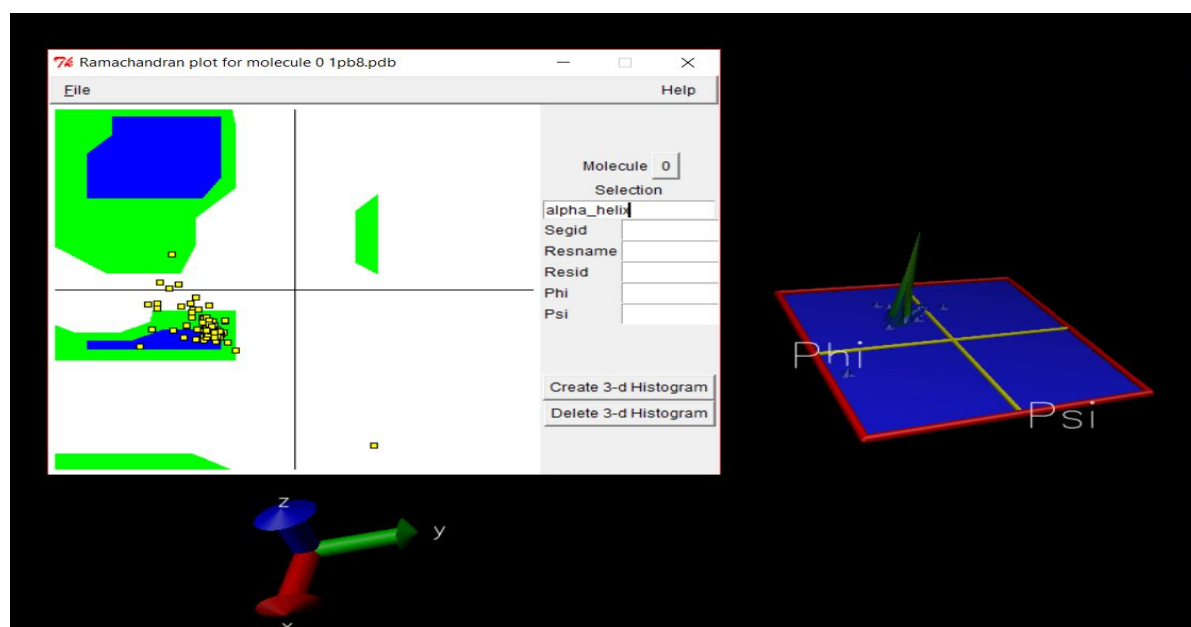 Ramachandran plot for molecule 0 1pb8.pdb
File Help
Molecule 0
Selection
alpha_helix
Segid
Resname
Resid
Phi
Psi
Create 3-d Histogram
Delete 3-d Histogram
Phi
Psi
z
y
x